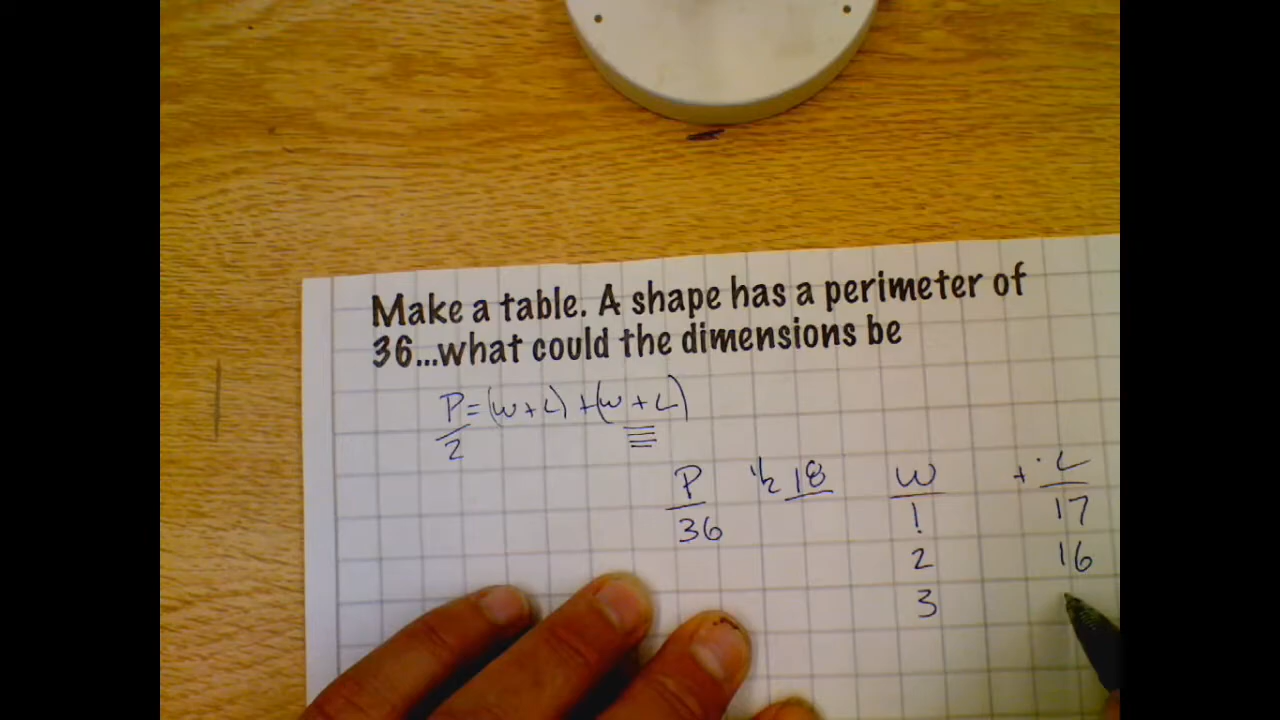 Make a table. A shape has a perimeter of
36...what could the dimensions be
P/2 = (W + L) + (W + L)
P 1/2 18 W + L
36 1 17
2 16
3